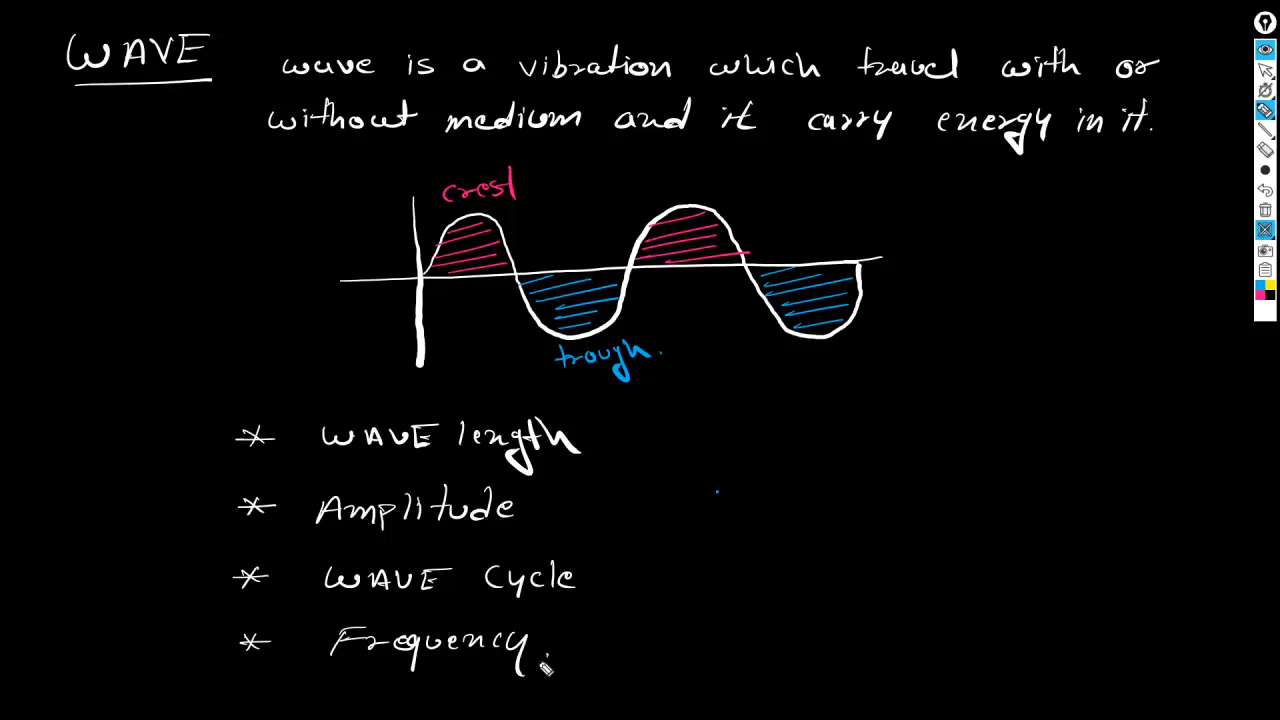 WAVE
wave is a vibration which travel with or
without medium and it carry energy in it.
crest
trough.
* WAVE length
* Amplitude
* WAVE Cycle
* Frequency.